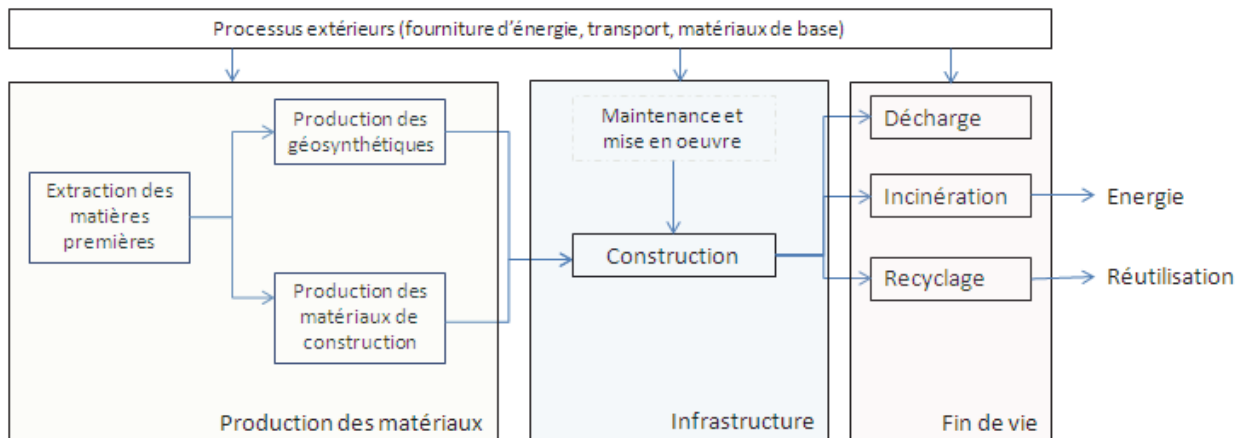 Processus extérieurs (fourniture d'énergie, transport, matériaux de base)
Extraction des
matières
premières
Production des
géosynthétiques
Production des
matériaux de
construction
Production des matériaux
Maintenance et
mise en oeuvre
Construction
Infrastructure
Décharge
Incinération
Recyclage
Fin de vie
Energie
Réutilisation